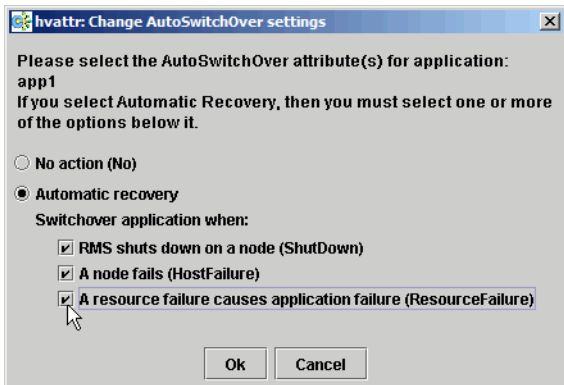 hvattr: Change AutoSwitchOver settings
Please select the AutoSwitchOver attribute(s) for application:
app1
If you select Automatic Recovery, then you must select one or more
of the options below it.
No action (No)
Automatic recovery
Switchover application when:
RMS shuts down on a node (ShutDown)
A node fails (HostFailure)
A resource failure causes application failure (ResourceFailure)
Ok Cancel